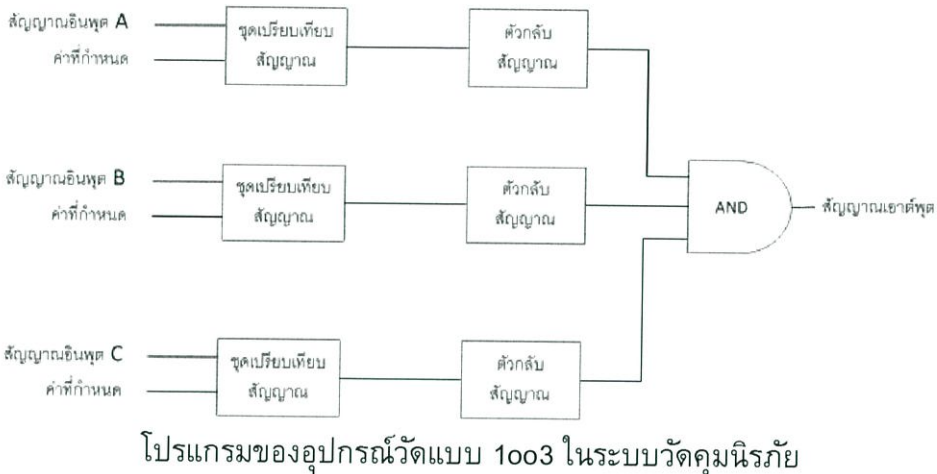 สัญญาณอินพุต A
ค่าที่กำหนด
ชุดเปรียบเทียบ
สัญญาณ
ตัวกลับ
สัญญาณ
สัญญาณอินพุต B
ค่าที่กำหนด
ชุดเปรียบเทียบ
สัญญาณ
ตัวกลับ
สัญญาณ
AND
สัญญาณเอาต์พุต
สัญญาณอินพุต C
ค่าที่กำหนด
ชุดเปรียบเทียบ
สัญญาณ
ตัวกลับ
สัญญาณ
โปรแกรมของอุปกรณ์วัดแบบ 1oo3 ในระบบวัดคุมนิรภัย